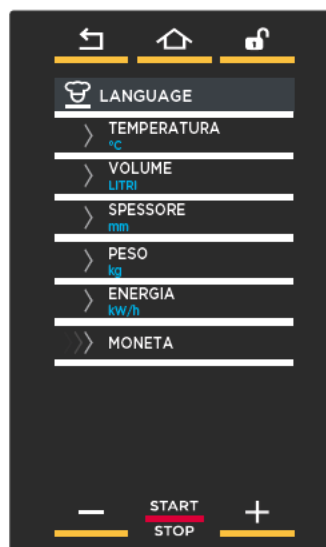 LANGUAGE
TEMPERATURA
°C
VOLUME
LITRI
SPESSORE
mm
PESO
kg
ENERGIA
kW/h
MONETA
START
STOP